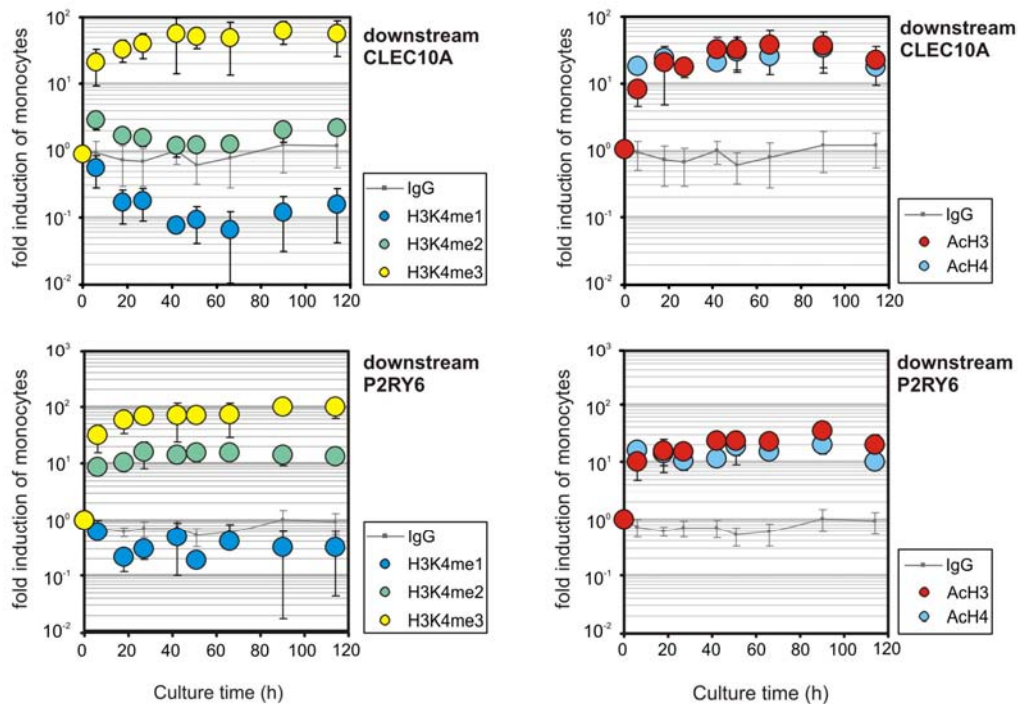 fold induction of monocytes
10²
10¹
10⁰
10⁻¹
10⁻²
0 20 40 60 80 100 120
downstream
CLEC10A
IgG
H3K4me1
H3K4me2
H3K4me3
fold induction of monocytes
10²
10¹
10⁰
10⁻¹
10⁻²
0 20 40 60 80 100 120
downstream
CLEC10A
IgG
AcH3
AcH4
fold induction of monocytes
10³
10²
10¹
10⁰
10⁻¹
10⁻²
0 20 40 60 80 100 120
Culture time (h)
downstream
P2RY6
IgG
H3K4me1
H3K4me2
H3K4me3
fold induction of monocytes
10³
10²
10¹
10⁰
10⁻¹
10⁻²
0 20 40 60 80 100 120
Culture time (h)
downstream
P2RY6
IgG
AcH3
AcH4